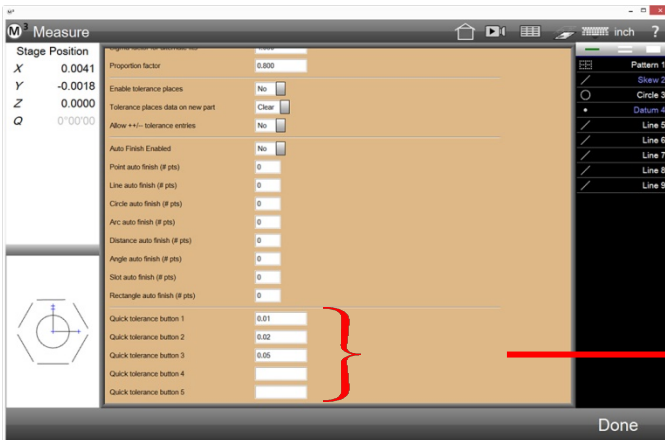 M³
M³ Measure
inch ?
Stage Position
X 0.0041
Y -0.0018
Z 0.0000
Q 0°00'00
Proportion factor 0.800
Enable tolerance places No
Tolerance places data on new part Clear
Allow ++/-- tolerance entries No
Auto Finish Enabled No
Point auto finish (# pts) 0
Line auto finish (# pts) 0
Circle auto finish (# pts) 0
Arc auto finish (# pts) 0
Distance auto finish (# pts) 0
Angle auto finish (# pts) 0
Slot auto finish (# pts) 0
Rectangle auto finish (# pts) 0
Quick tolerance button 1 0.01
Quick tolerance button 2 0.02
Quick tolerance button 3 0.05
Quick tolerance button 4
Quick tolerance button 5
Pattern 1
Skew 2
Circle 3
Datum 4
Line 5
Line 6
Line 7
Line 8
Line 9
Done